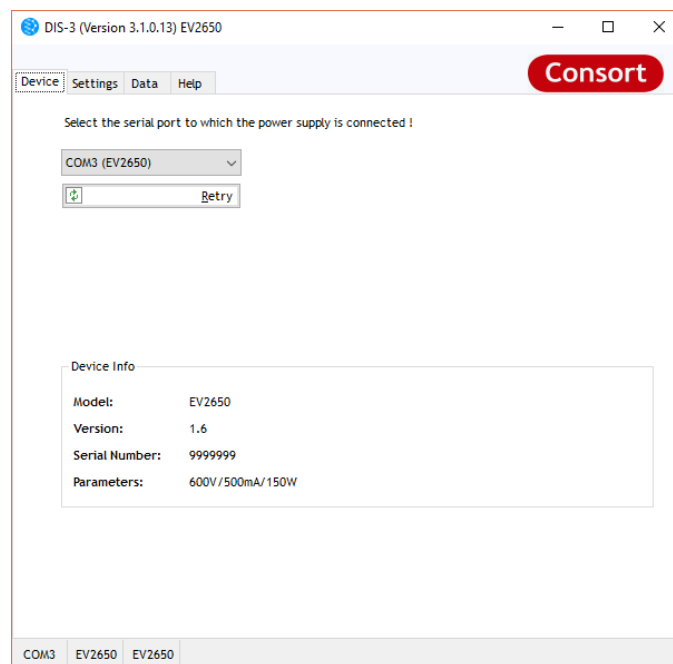 DIS-3 (Version 3.1.0.13) EV2650
Consort
Device Settings Data Help
Select the serial port to which the power supply is connected !
COM3 (EV2650)
Retry
Device Info
Model: EV2650
Version: 1.6
Serial Number: 9999999
Parameters: 600V/500mA/150W
COM3 EV2650 EV2650